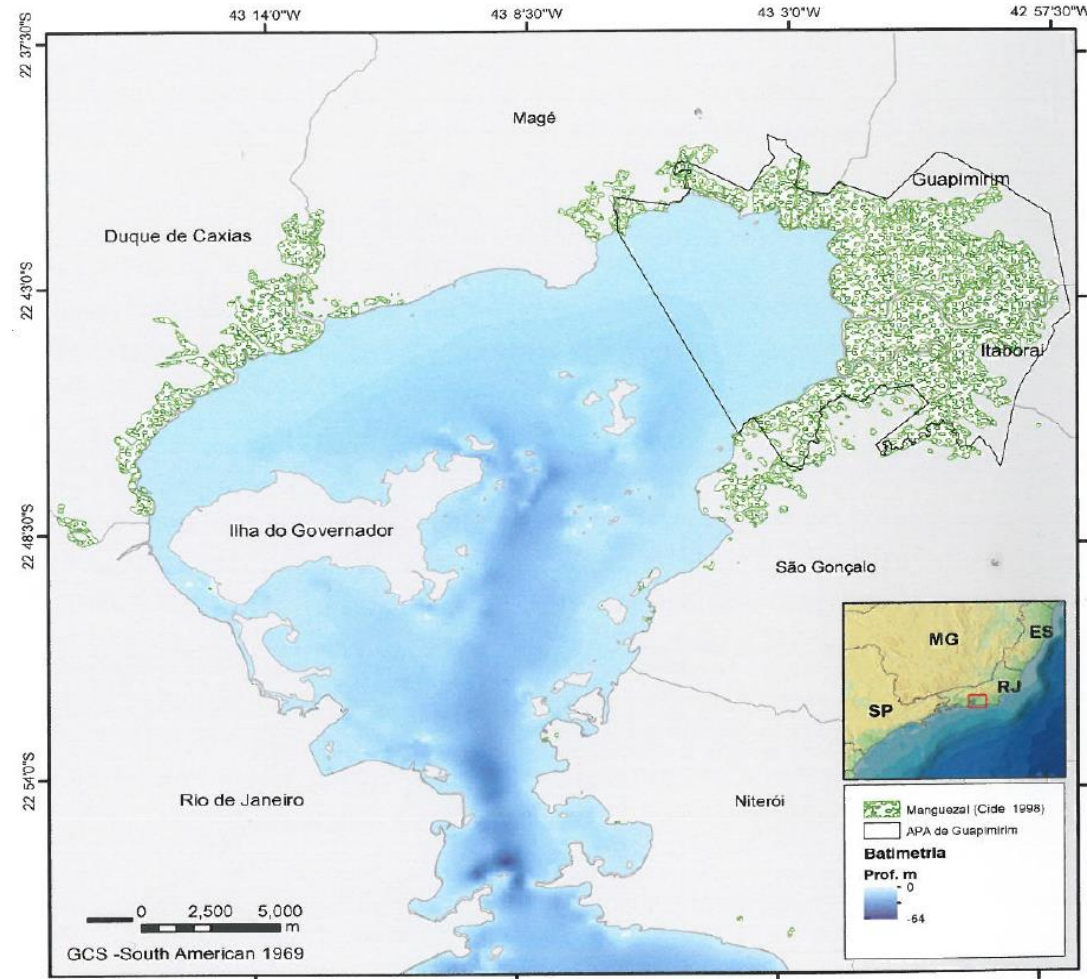 43 14'0"W
43 8'30"W
43 3'0"W
42 57'30"W
22 37'30"S
22 43'0"S
22 48'30"S
22 54'0"S
Magé
Guapimirim
Duque de Caxias
Itaboraí
Ilha do Governador
São Gonçalo
Rio de Janeiro
Niterói
MG
ES
RJ
SP
Manguezal (Cide 1998)
APA de Guapimirim
Batimetria
Prof. m
0
-64
0 2,500 5,000
m
GCS -South American 1969